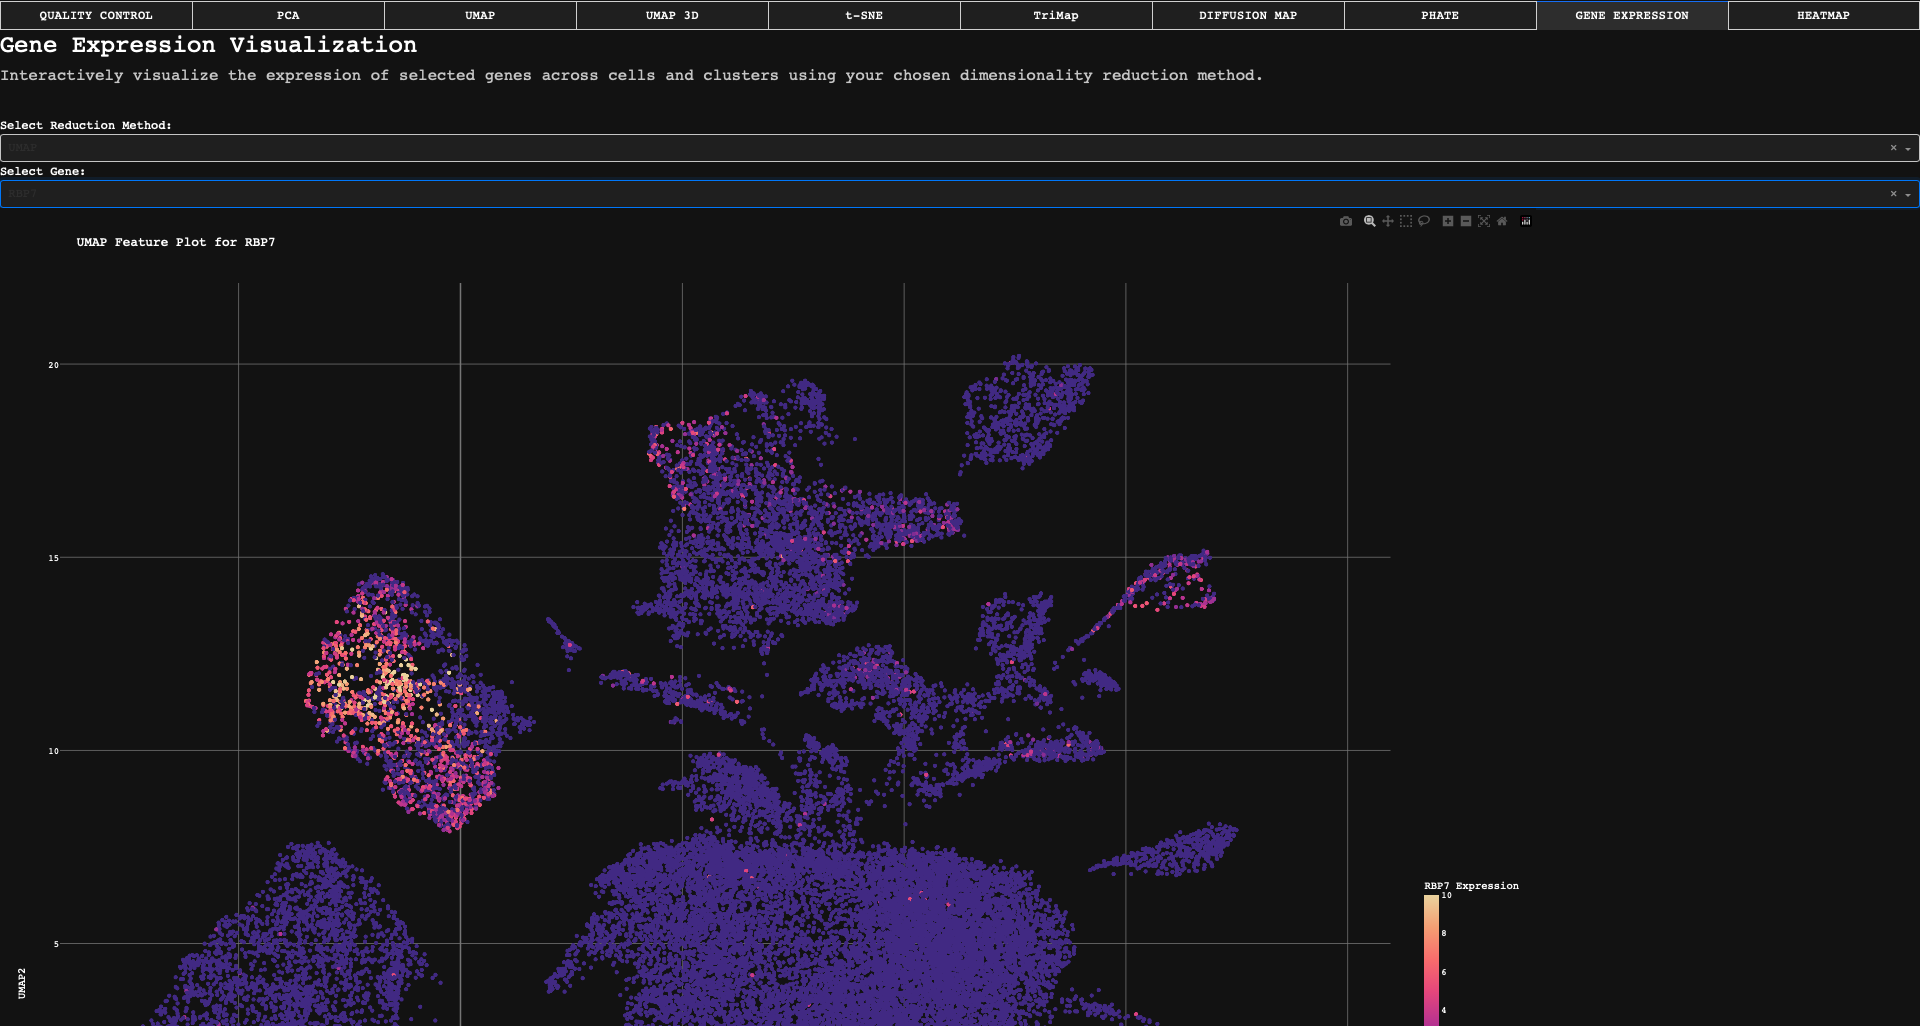 QUALITY CONTROL PCA UMAP UMAP 3D t-SNE TriMap DIFFUSION MAP PHATE GENE EXPRESSION HEATMAP
Gene Expression Visualization
Interactively visualize the expression of selected genes across cells and clusters using your chosen dimensionality reduction method.
Select Reduction Method:
UMAP
Select Gene:
RBP7
UMAP Feature Plot for RBP7
20
15
10
5
UMAP2
RBP7 Expression
10
8
6
4